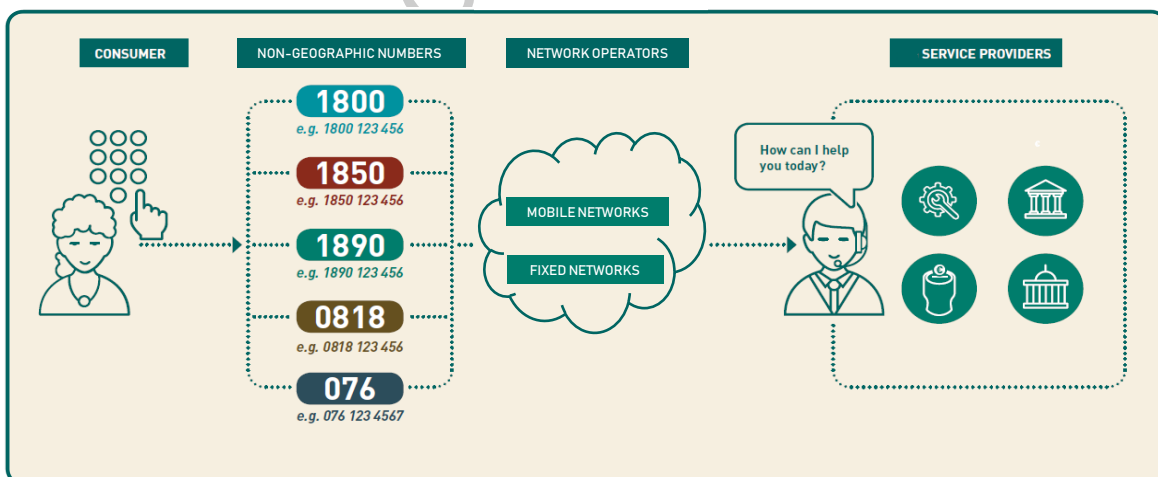 CONSUMER
NON-GEOGRAPHIC NUMBERS
NETWORK OPERATORS
SERVICE PROVIDERS
1800
e.g. 1800 123 456
1850
e.g. 1850 123 456
1890
e.g. 1890 123 456
0818
e.g. 0818 123 456
076
e.g. 076 123 4567
MOBILE NETWORKS
FIXED NETWORKS
How can I help
you today?